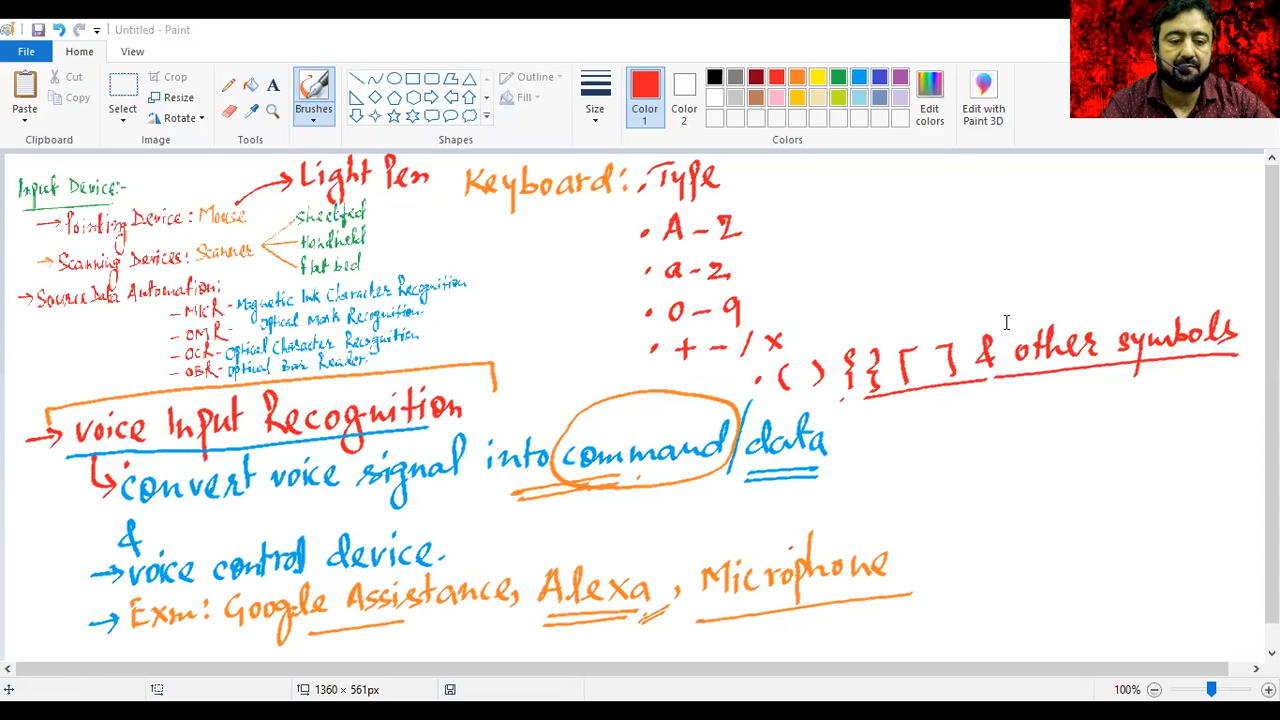 Untitled - Paint
File Home View
Paste
Cut
Copy
Clipboard
Select
Crop
Resize
Rotate
Image
Brushes
Outline
Fill
Shapes
Size
Color 1
Color 2
Edit colors
Colors
Edit with Paint 3D
Input Device:-
→ Pointing Device: Mouse
→ Light Pen
→ Scanning Devices: Scanner
sheetfed
Handheld
flat bed
→ Source Data Automation:
- MICR - Magnetic Ink Character Recognition
- OMR - Optical Mark Recognition
- OCR - Optical Character Recognition
- OBR - Optical Bar Reader
Keyboard: . Type
. A - Z
. a - z
. 0 - 9
. + - / x
. ( ) { } [ ] & other symbols
→ voice Input Recognition
convert voice signal into command/data
&
→ voice control device.
→ Exm: Google Assistance, Alexa, Microphone
1360 × 561px
100%